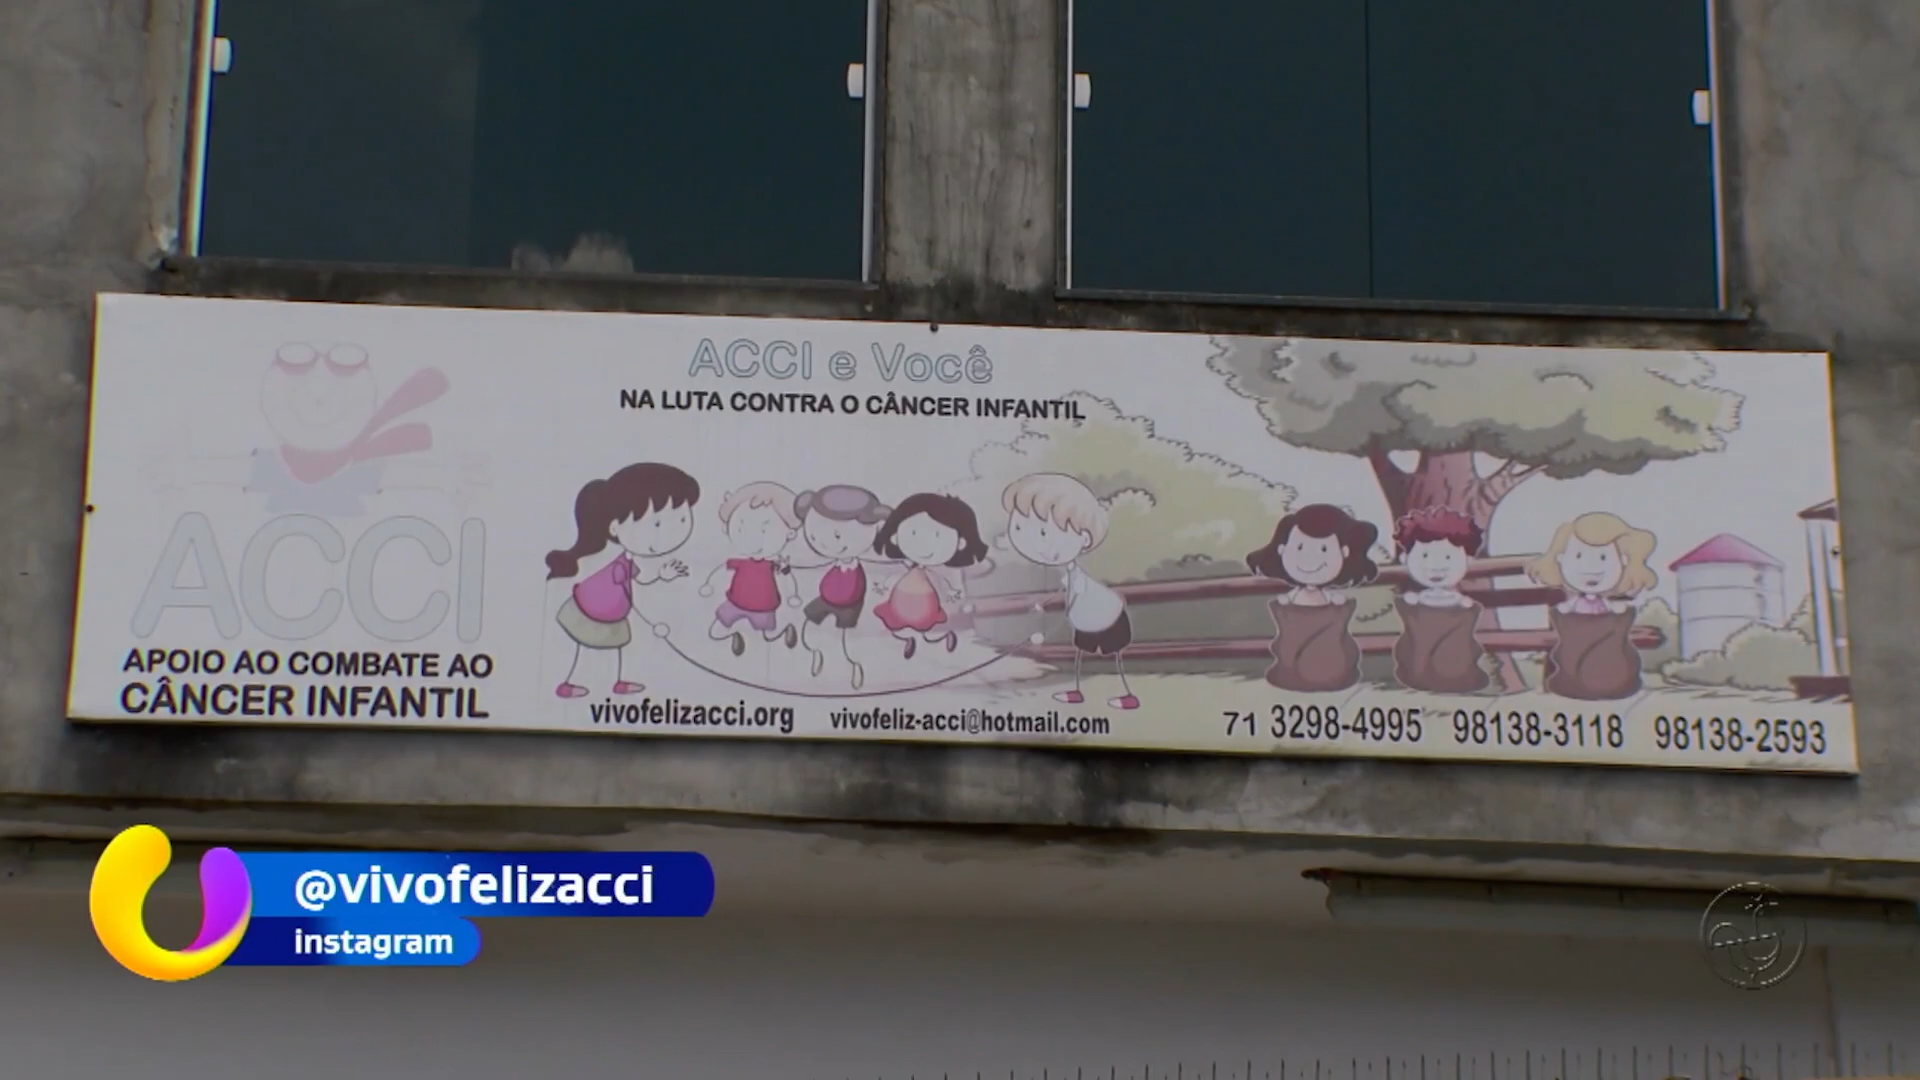 ACCI e Você
NA LUTA CONTRA O CÂNCER INFANTIL
ACCI
APOIO AO COMBATE AO
CÂNCER INFANTIL
vivofelizacci.org vivofeliz-acci@hotmail.com 71 3298-4995 98138-3118 98138-2593
@vivofelizacci
instagram